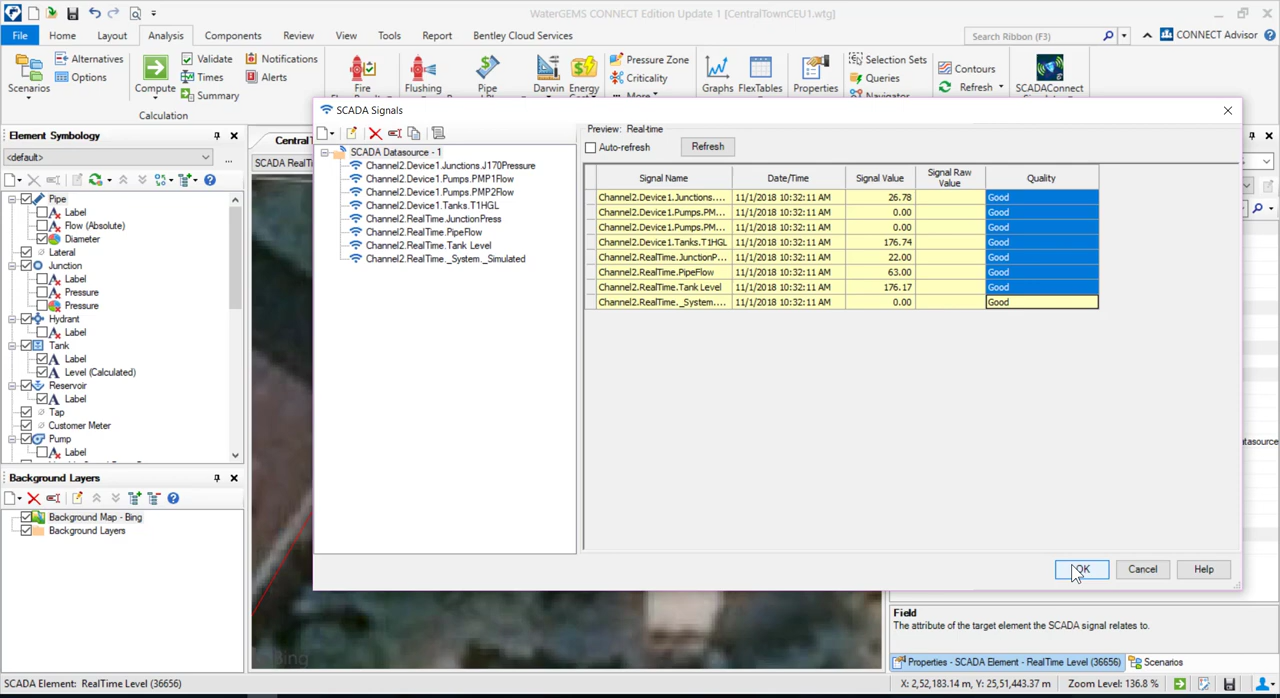 WaterGEMS CONNECT Edition Update 1 [CentralTownCEU1.wtg]
File Home Layout Analysis Components Review View Tools Report Bentley Cloud Services Search Ribbon (F3) CONNECT Advisor
Scenarios
Alternatives
Options
Compute
Validate
Times
Summary
Notifications
Alerts
Calculation
Fire
Flushing
Pipe
Darwin
Energy
Pressure Zone
Criticality
More
Graphs
FlexTables
Properties
Selection Sets
Queries
Navigator
Contours
Refresh
SCADAConnect
Element Symbology
<default>
Pipe
Label
Flow (Absolute)
Diameter
Lateral
Junction
Label
Pressure
Pressure
Hydrant
Label
Tank
Label
Level (Calculated)
Reservoir
Label
Tap
Customer Meter
Pump
Label
Background Layers
Background Map - Bing
Background Layers
SCADA Signals
SCADA Datasource - 1
Channel2.Device1.Junctions.J170Pressure
Channel2.Device1.Pumps.PMP1Flow
Channel2.Device1.Pumps.PMP2Flow
Channel2.Device1.Tanks.T1HGL
Channel2.RealTime.JunctionPress
Channel2.RealTime.PipeFlow
Channel2.RealTime.Tank Level
Channel2.RealTime._System._Simulated
Preview: Real-time
Auto-refresh Refresh
Signal Name Date/Time Signal Value Signal Raw Value Quality
Channel2.Device1.Junctions.... 11/1/2018 10:32:11 AM 26.78 Good
Channel2.Device1.Pumps.PM... 11/1/2018 10:32:11 AM 0.00 Good
Channel2.Device1.Pumps.PM... 11/1/2018 10:32:11 AM 0.00 Good
Channel2.Device1.Tanks.T1HGL 11/1/2018 10:32:11 AM 176.74 Good
Channel2.RealTime.JunctionP... 11/1/2018 10:32:11 AM 22.00 Good
Channel2.RealTime.PipeFlow 11/1/2018 10:32:11 AM 63.00 Good
Channel2.RealTime.Tank Level 11/1/2018 10:32:11 AM 176.17 Good
Channel2.RealTime._System.... 11/1/2018 10:32:11 AM 0.00 Good
OK Cancel Help
Field
The attribute of the target element the SCADA signal relates to.
Properties - SCADA Element - RealTime Level (36656) Scenarios
SCADA Element: RealTime Level (36656) X: 2,52,183.14 m, Y: 25,51,443.37 m Zoom Level: 136.8 %